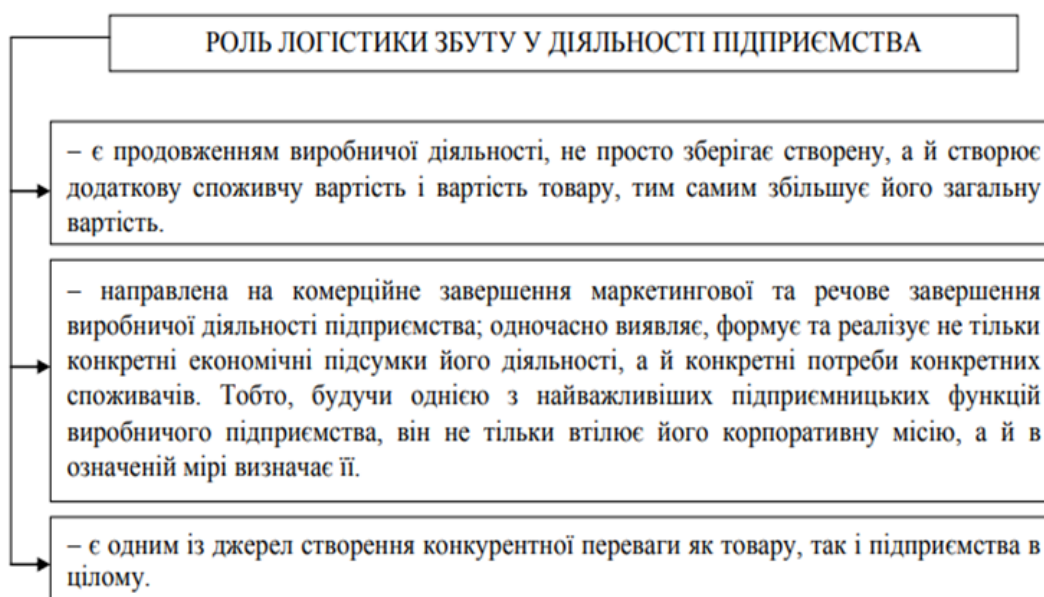 РОЛЬ ЛОГІСТИКИ ЗБУТУ У ДІЯЛЬНОСТІ ПІДПРИЄМСТВА
– є продовженням виробничої діяльності, не просто зберігає створену, а й створює
додаткову споживчу вартість і вартість товару, тим самим збільшує його загальну
вартість.
– направлена на комерційне завершення маркетингової та речове завершення
виробничої діяльності підприємства; одночасно виявляє, формує та реалізує не тільки
конкретні економічні підсумки його діяльності, а й конкретні потреби конкретних
споживачів. Тобто, будучи однією з найважливіших підприємницьких функцій
виробничого підприємства, він не тільки втілює його корпоративну місію, а й в
означеній мірі визначає її.
– є одним із джерел створення конкурентної переваги як товару, так і підприємства в
цілому.